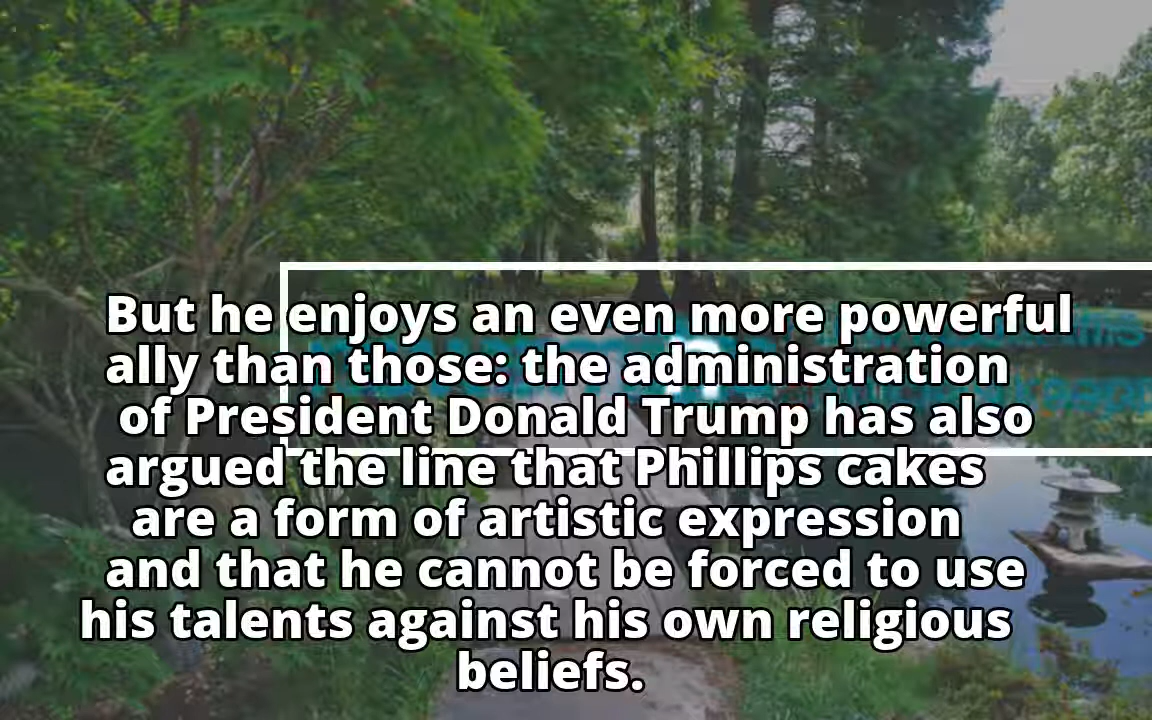 But he enjoys an even more powerful
ally than those: the administration
of President Donald Trump has also
argued the line that Phillips cakes
are a form of artistic expression
and that he cannot be forced to use
his talents against his own religious
beliefs.